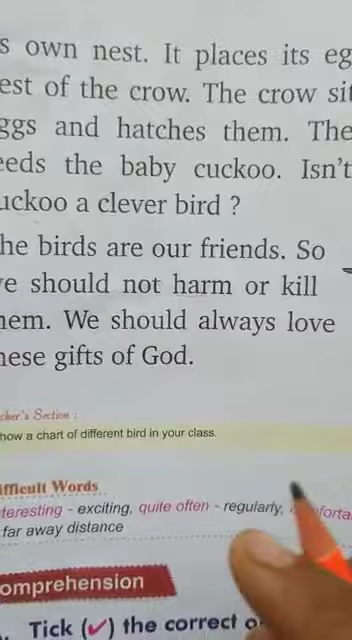 s own nest. It places its eg
est of the crow. The crow sit
ggs and hatches them. The
eeds the baby cuckoo. Isn't
uckoo a clever bird ?
he birds are our friends. So
e should not harm or kill
hem. We should always love
hese gifts of God.
cher's Section :
how a chart of different bird in your class.
ifficult Words
teresting - exciting, quite often - regularly,
far away distance
omprehension
Tick (✓) the correct o